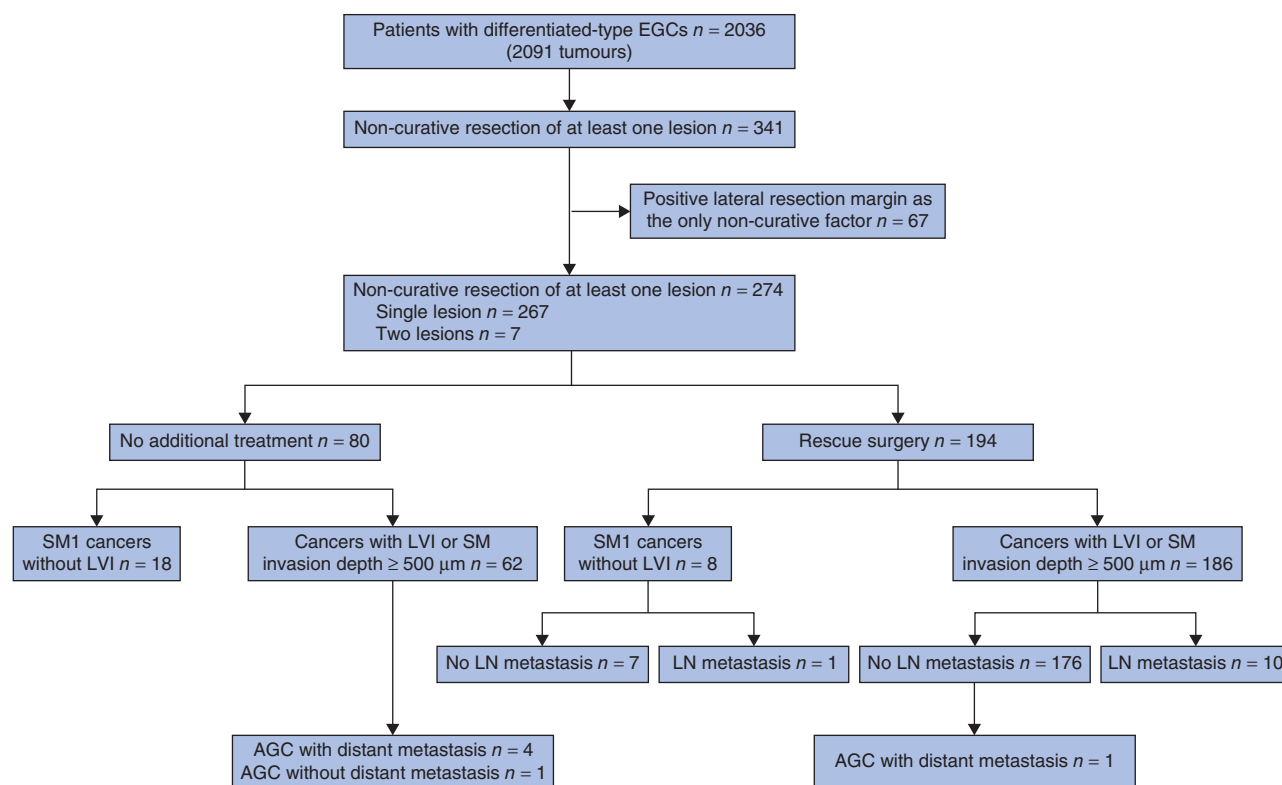 Patients with differentiated-type EGCs n = 2036
(2091 tumours)
Non-curative resection of at least one lesion n = 341
Positive lateral resection margin as
the only non-curative factor n = 67
Non-curative resection of at least one lesion n = 274
Single lesion n = 267
Two lesions n = 7
No additional treatment n = 80
Rescue surgery n = 194
SM1 cancers
without LVI n = 18
Cancers with LVI or SM
invasion depth ≥ 500 μm n = 62
SM1 cancers
without LVI n = 8
Cancers with LVI or SM
invasion depth ≥ 500 μm n = 186
No LN metastasis n = 7
LN metastasis n = 1
No LN metastasis n = 176
LN metastasis n = 10
AGC with distant metastasis n = 4
AGC without distant metastasis n = 1
AGC with distant metastasis n = 1